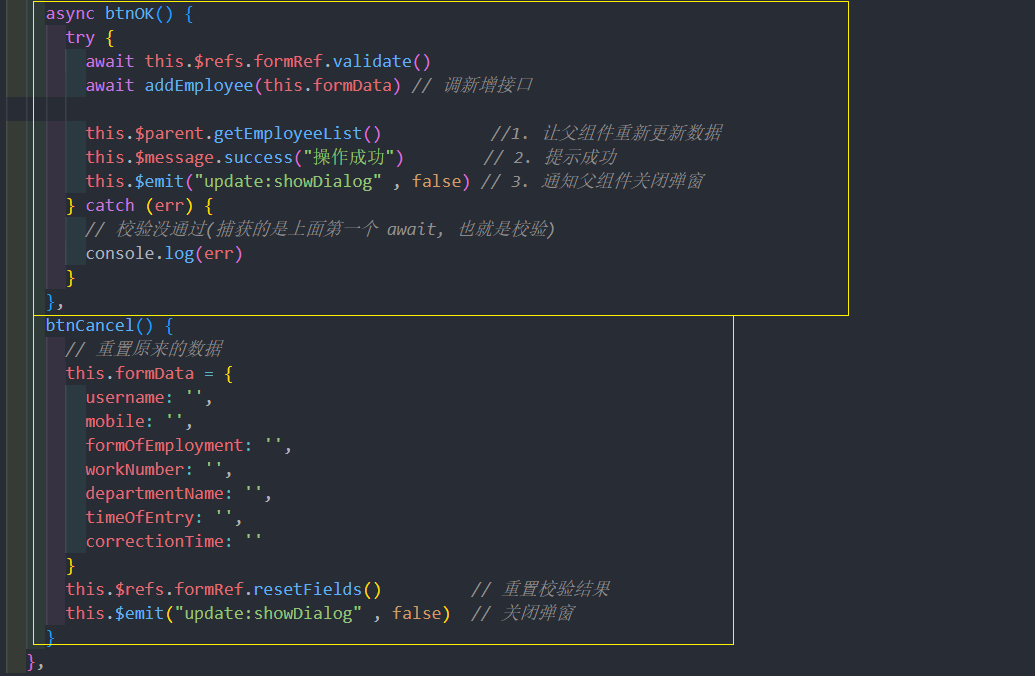 async btnOK() {
try {
await this.$refs.formRef.validate()
await addEmployee(this.formData) // 调新增接口
this.$parent.getEmployeeList() //1. 让父组件重新更新数据
this.$message.success("操作成功") // 2. 提示成功
this.$emit("update:showDialog" , false) // 3. 通知父组件关闭弹窗
} catch (err) {
// 校验没通过(捕获的是上面第一个 await, 也就是校验)
console.log(err)
}
},
btnCancel() {
// 重置原来的数据
this.formData = {
username: '',
mobile: '',
formOfEmployment: '',
workNumber: '',
departmentName: '',
timeOfEntry: '',
correctionTime: ''
}
this.$refs.formRef.resetFields() // 重置校验结果
this.$emit("update:showDialog" , false) // 关闭弹窗
}
},